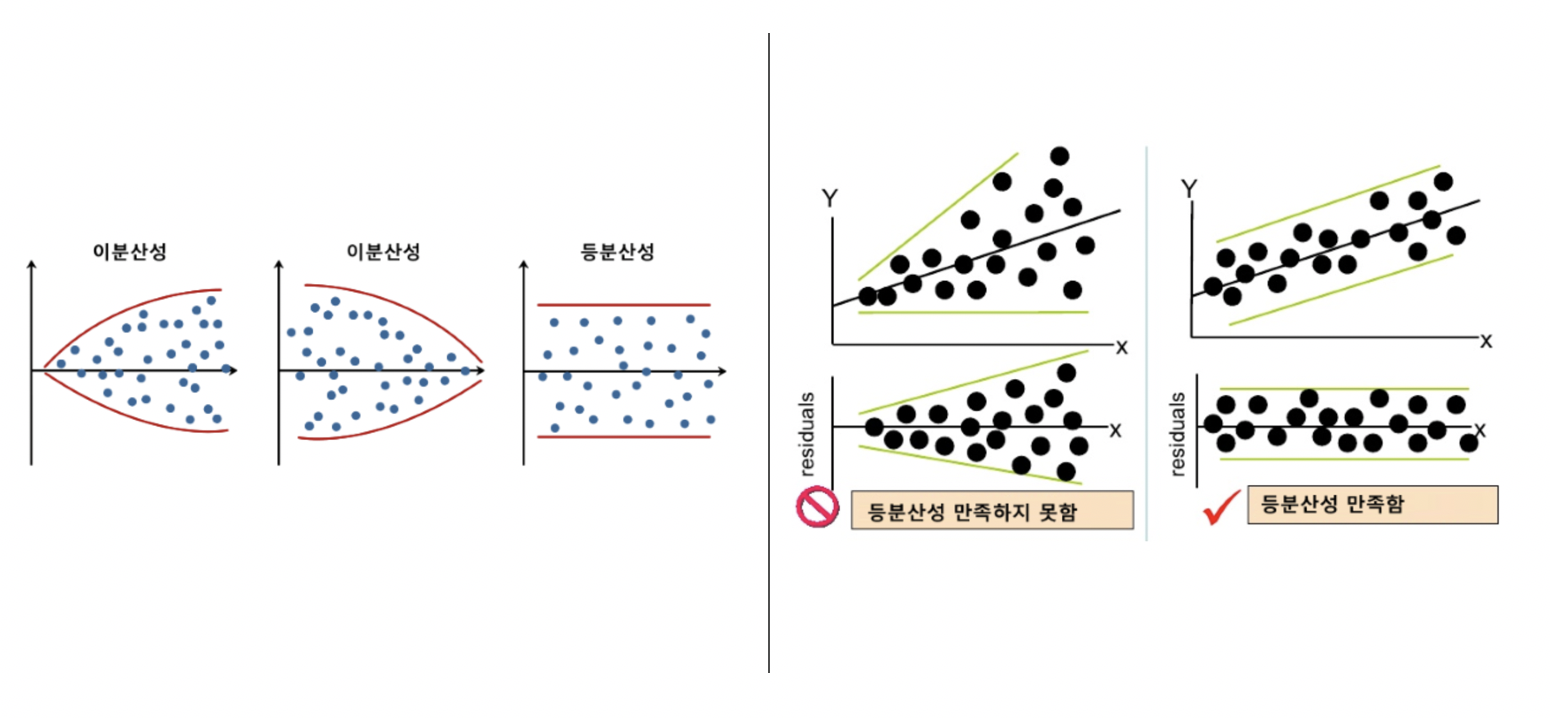 이분산성
이분산성
등분산성
Y
x
residuals
x
등분산성 만족하지 못함
Y
x
residuals
x
등분산성 만족함